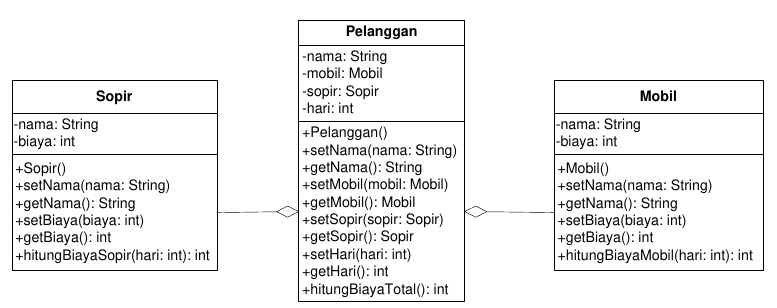 Sopir
-nama: String
-biaya: int
+Sopir()
+setNama(nama: String)
+getNama(): String
+setBiaya(biaya: int)
+getBiaya(): int
+hitungBiayaSopir(hari: int): int
Pelanggan
-nama: String
-mobil: Mobil
-sopir: Sopir
-hari: int
+Pelanggan()
+setNama(nama: String)
+getNama(): String
+setMobil(mobil: Mobil)
+getMobil(): Mobil
+setSopir(sopir: Sopir)
+getSopir(): Sopir
+setHari(hari: int)
+getHari(): int
+hitungBiayaTotal(): int
Mobil
-nama: String
-biaya: int
+Mobil()
+setNama(nama: String)
+getNama(): String
+setBiaya(biaya: int)
+getBiaya(): int
+hitungBiayaMobil(hari: int): int